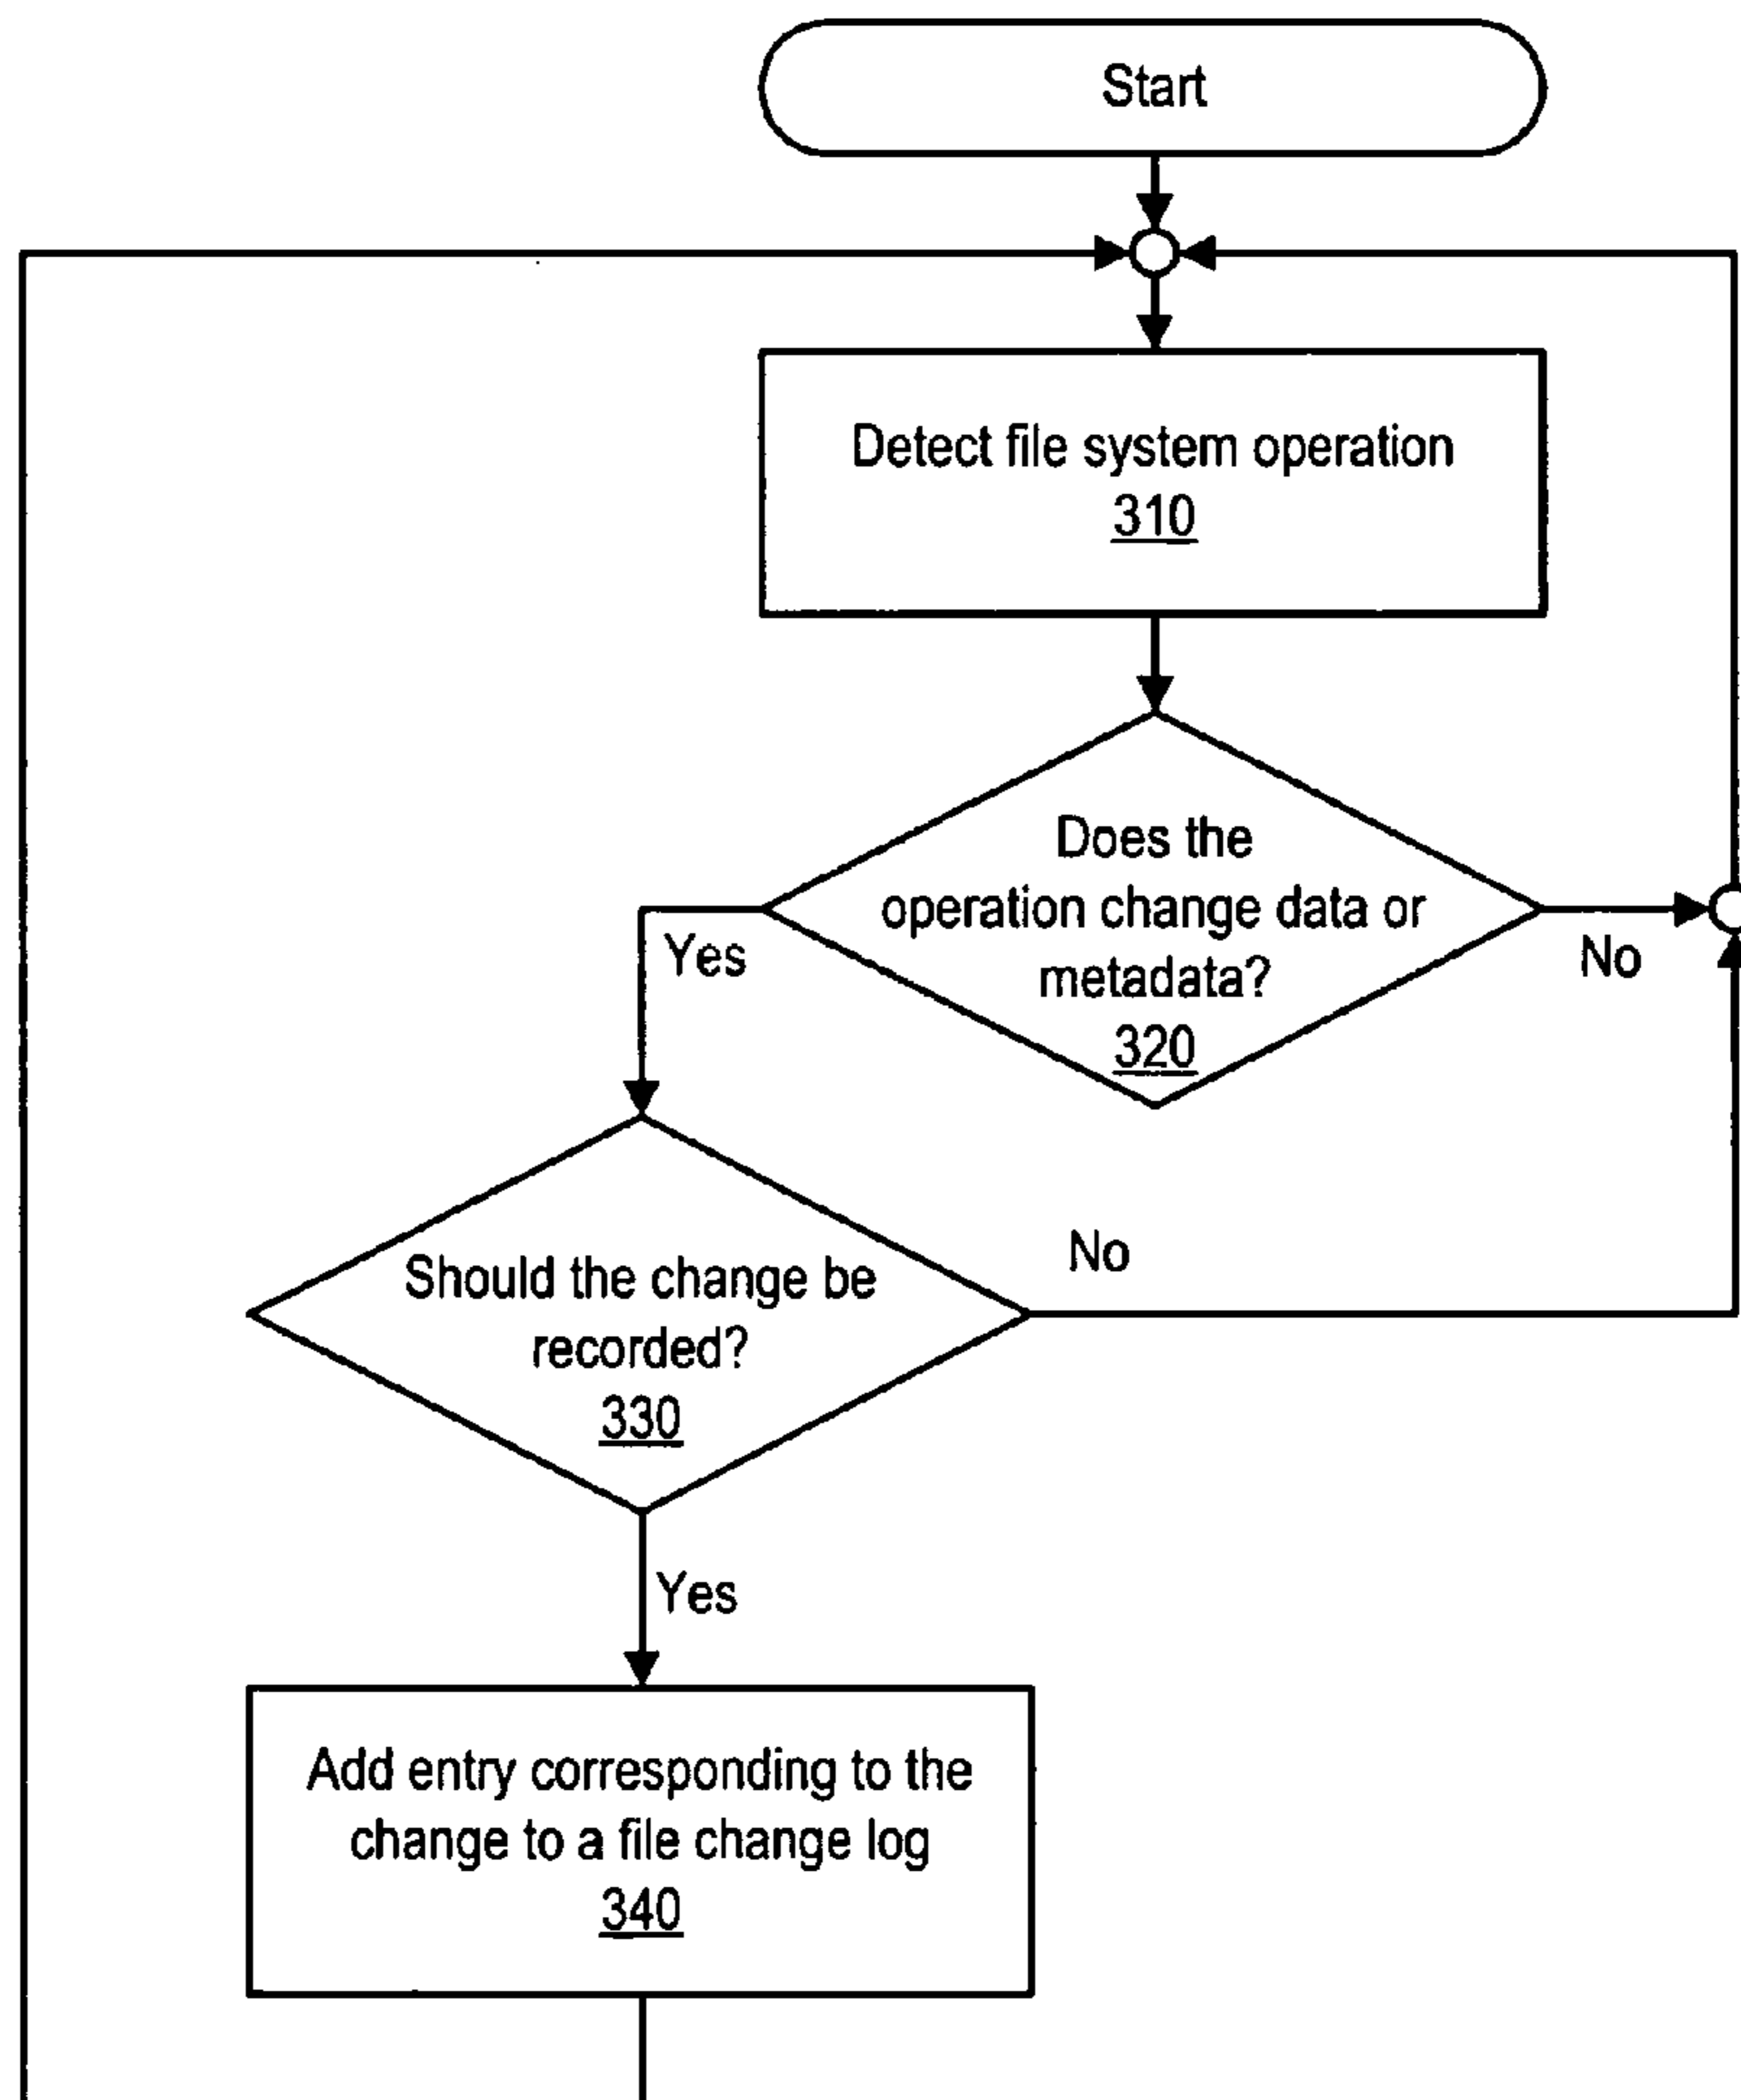 Start
Detect file system operation
310
Does the
operation change data or
metadata?
320
Yes
No
Should the change be
recorded?
330
No
Yes
Add entry corresponding to the
change to a file change log
340